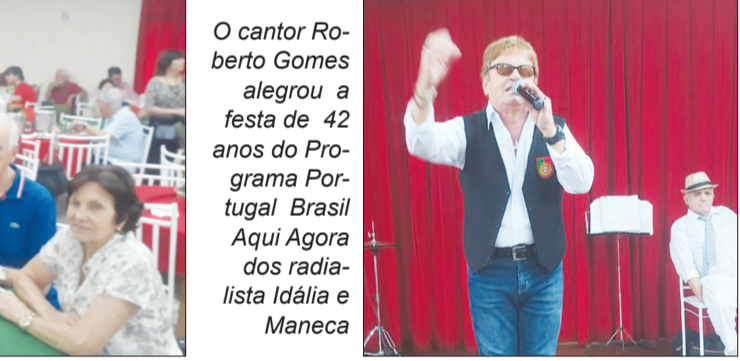 O cantor Ro-
berto Gomes
alegrou a
festa de 42
anos do Pro-
grama Por-
tugal Brasil
Aqui Agora
dos radia-
lista Idália e
Maneca